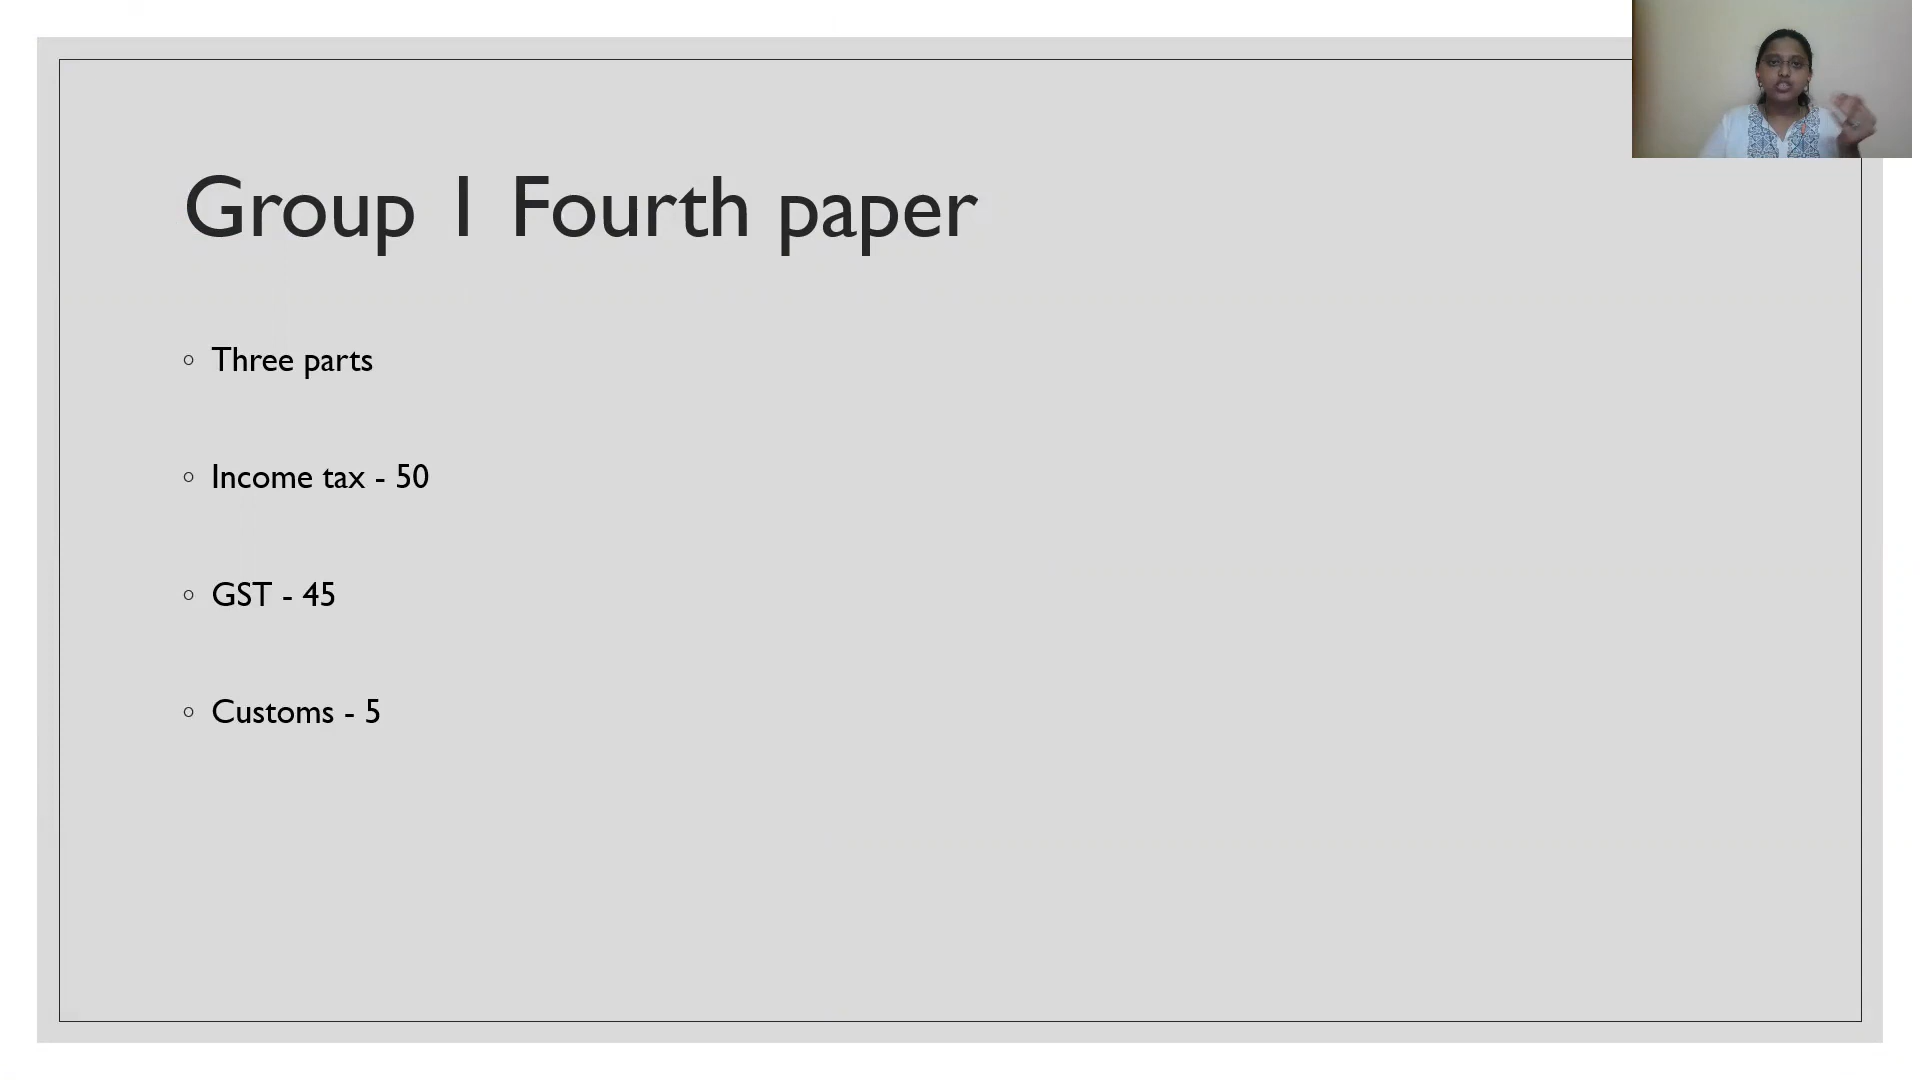 Group 1 Fourth paper
Three parts
Income tax - 50
GST - 45
Customs - 5